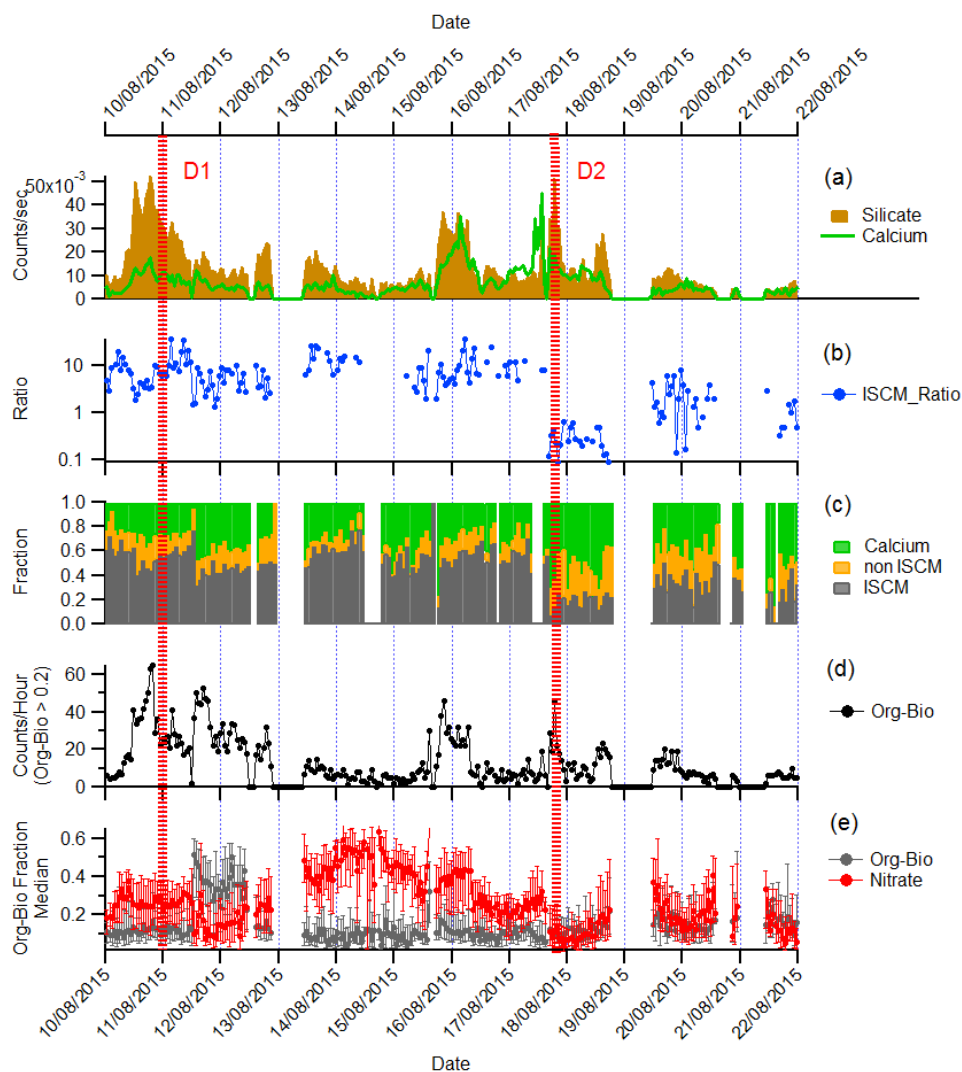 Date
10/08/2015 11/08/2015 12/08/2015 13/08/2015 14/08/2015 15/08/2015 16/08/2015 17/08/2015 18/08/2015 19/08/2015 20/08/2015 21/08/2015 22/08/2015
D1 D2
(a)
50x10⁻³
40
30
20
10
0
Counts/sec
Silicate
Calcium
(b)
10
1
0.1
Ratio
ISCM_Ratio
(c)
1.0
0.8
0.6
0.4
0.2
0.0
Fraction
Calcium
non ISCM
ISCM
(d)
60
40
20
0
Counts/Hour
(Org-Bio > 0.2)
Org-Bio
(e)
0.6
0.4
0.2
Org-Bio Fraction
Median
Org-Bio
Nitrate
10/08/2015 11/08/2015 12/08/2015 13/08/2015 14/08/2015 15/08/2015 16/08/2015 17/08/2015 18/08/2015 19/08/2015 20/08/2015 21/08/2015 22/08/2015
Date